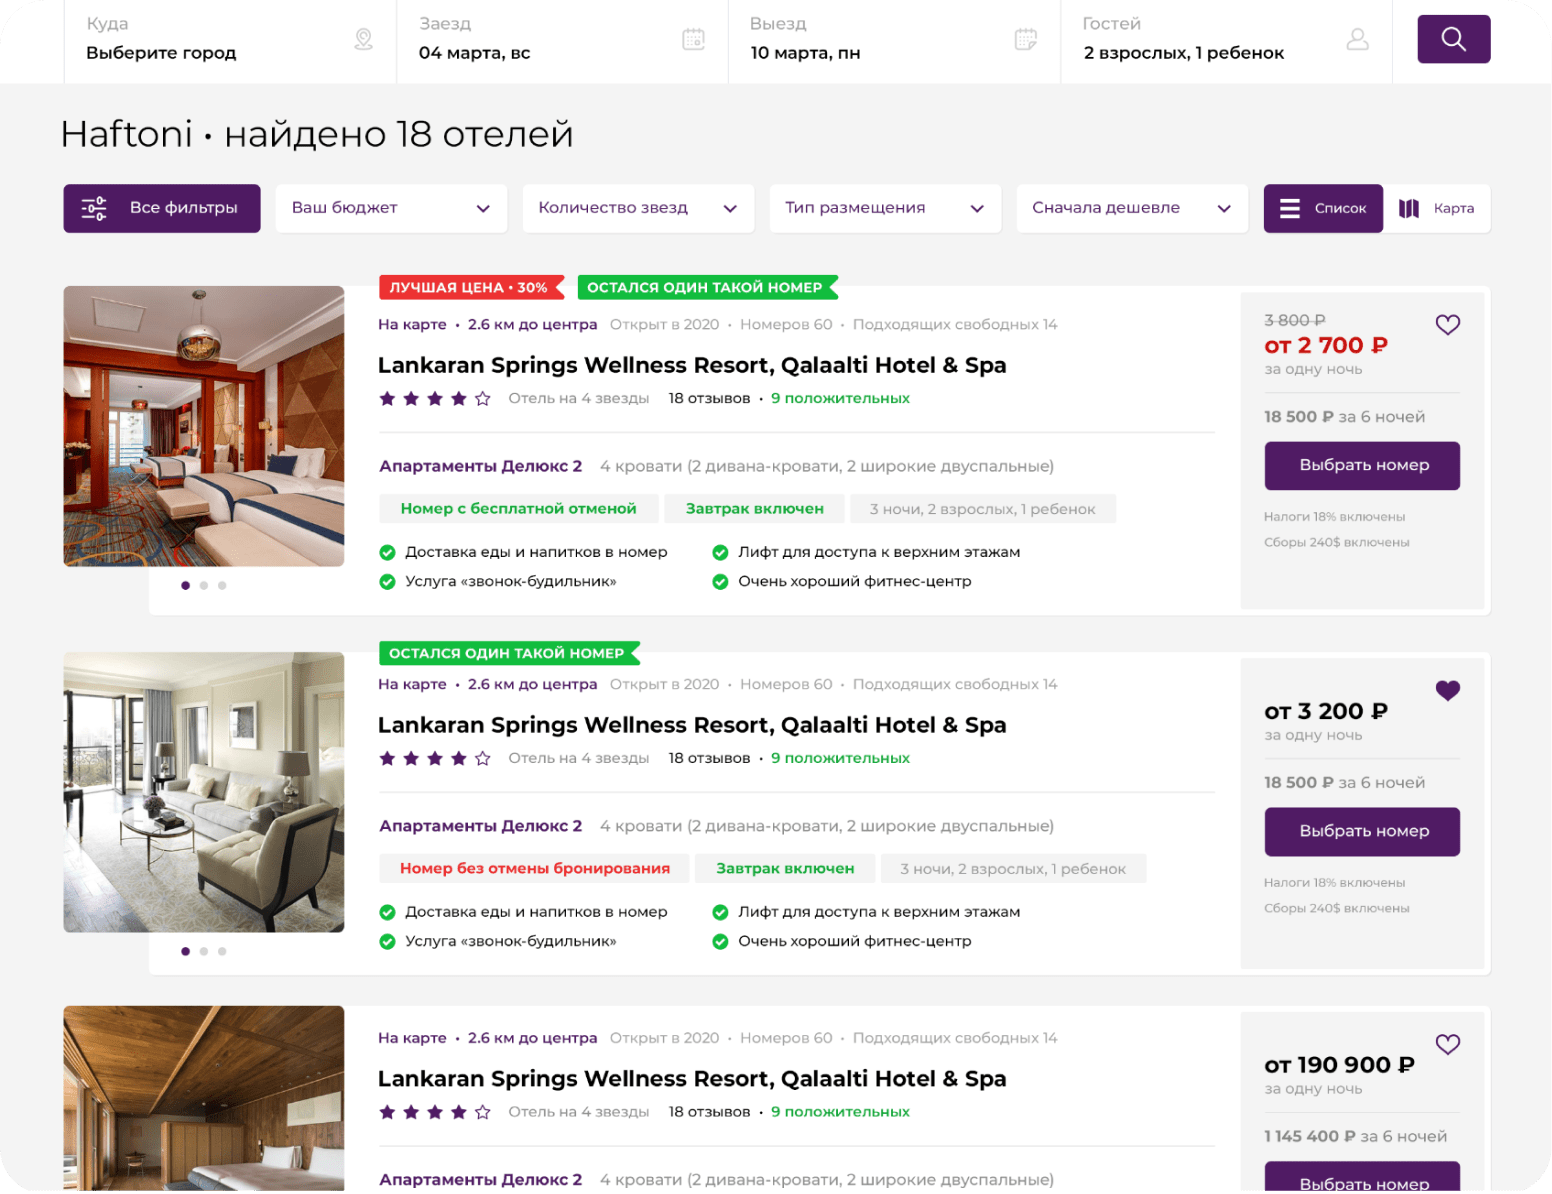 Куда
Выберите город
Заезд
04 марта, вс
Выезд
10 марта, пн
Гостей
2 взрослых, 1 ребенок
Haftoni • найдено 18 отелей
Все фильтры
Ваш бюджет
Количество звезд
Тип размещения
Сначала дешевле
Список
Карта
ЛУЧШАЯ ЦЕНА • 30%
ОСТАЛСЯ ОДИН ТАКОЙ НОМЕР
На карте • 2.6 км до центра Открыт в 2020 • Номеров 60 • Подходящих свободных 14
Lankaran Springs Wellness Resort, Qalaalti Hotel & Spa
Отель на 4 звезды 18 отзывов • 9 положительных
Апартаменты Делюкс 2 4 кровати (2 дивана-кровати, 2 широкие двуспальные)
Номер с бесплатной отменой
Завтрак включен
3 ночи, 2 взрослых, 1 ребенок
Доставка еды и напитков в номер
Лифт для доступа к верхним этажам
Услуга «звонок-будильник»
Очень хороший фитнес-центр
3 800 ₽
от 2 700 ₽
за одну ночь
18 500 ₽ за 6 ночей
Выбрать номер
Налоги 18% включены
Сборы 240$ включены
ОСТАЛСЯ ОДИН ТАКОЙ НОМЕР
На карте • 2.6 км до центра Открыт в 2020 • Номеров 60 • Подходящих свободных 14
Lankaran Springs Wellness Resort, Qalaalti Hotel & Spa
Отель на 4 звезды 18 отзывов • 9 положительных
Апартаменты Делюкс 2 4 кровати (2 дивана-кровати, 2 широкие двуспальные)
Номер без отмены бронирования
Завтрак включен
3 ночи, 2 взрослых, 1 ребенок
Доставка еды и напитков в номер
Лифт для доступа к верхним этажам
Услуга «звонок-будильник»
Очень хороший фитнес-центр
от 3 200 ₽
за одну ночь
18 500 ₽ за 6 ночей
Выбрать номер
Налоги 18% включены
Сборы 240$ включены
На карте • 2.6 км до центра Открыт в 2020 • Номеров 60 • Подходящих свободных 14
Lankaran Springs Wellness Resort, Qalaalti Hotel & Spa
Отель на 4 звезды 18 отзывов • 9 положительных
Апартаменты Делюкс 2 4 кровати (2 дивана-кровати, 2 широкие двуспальные)
от 190 900 ₽
за одну ночь
1 145 400 ₽ за 6 ночей
Выбрать номер